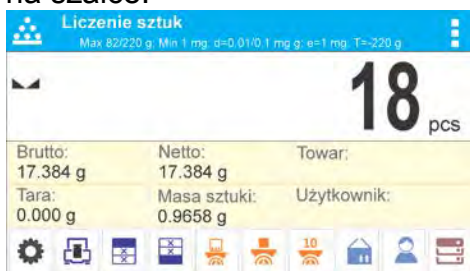 na szalce.
Liczenie sztuk
Max 82/220 g; Min 1 mg; d=0.01/0.1 mg g; e=1 mg; T=-220 g
18 pcs
Brutto: Netto: Towar:
17.384 g 17.384 g
Tara: Masa sztuki: Użytkownik:
0.000 g 0.9658 g
10